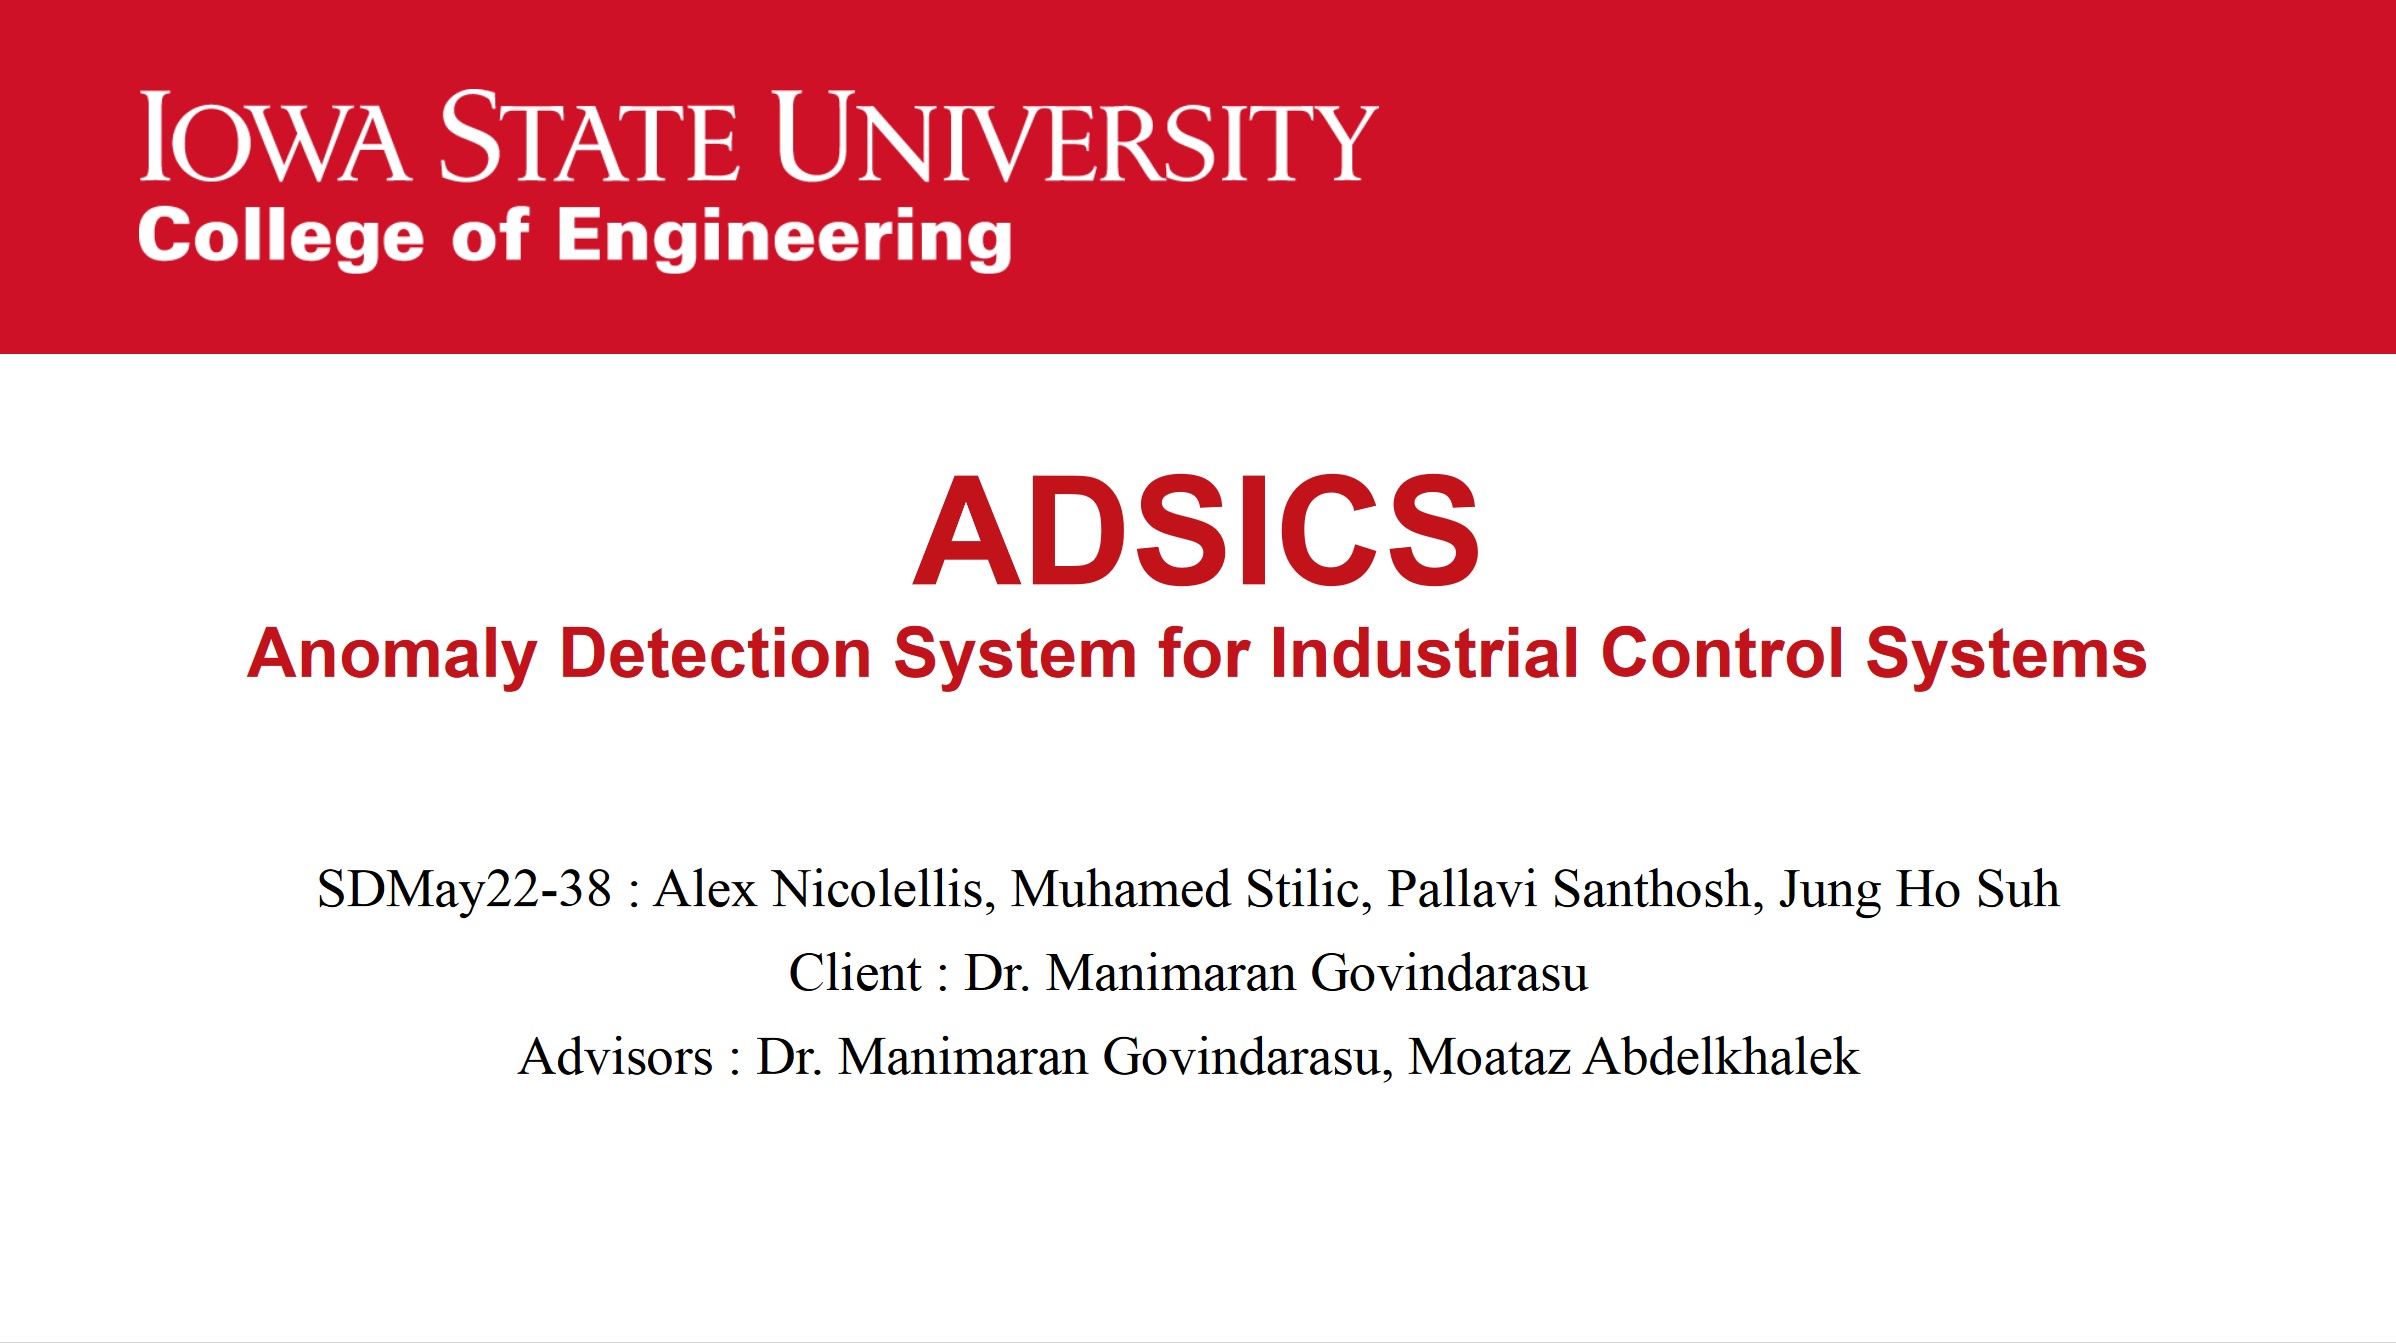 IOWA STATE UNIVERSITY
College of Engineering
ADSICS
Anomaly Detection System for Industrial Control Systems
SDMay22-38 : Alex Nicolellis, Muhamed Stilic, Pallavi Santhosh, Jung Ho Suh
Client : Dr. Manimaran Govindarasu
Advisors : Dr. Manimaran Govindarasu, Moataz Abdelkhalek